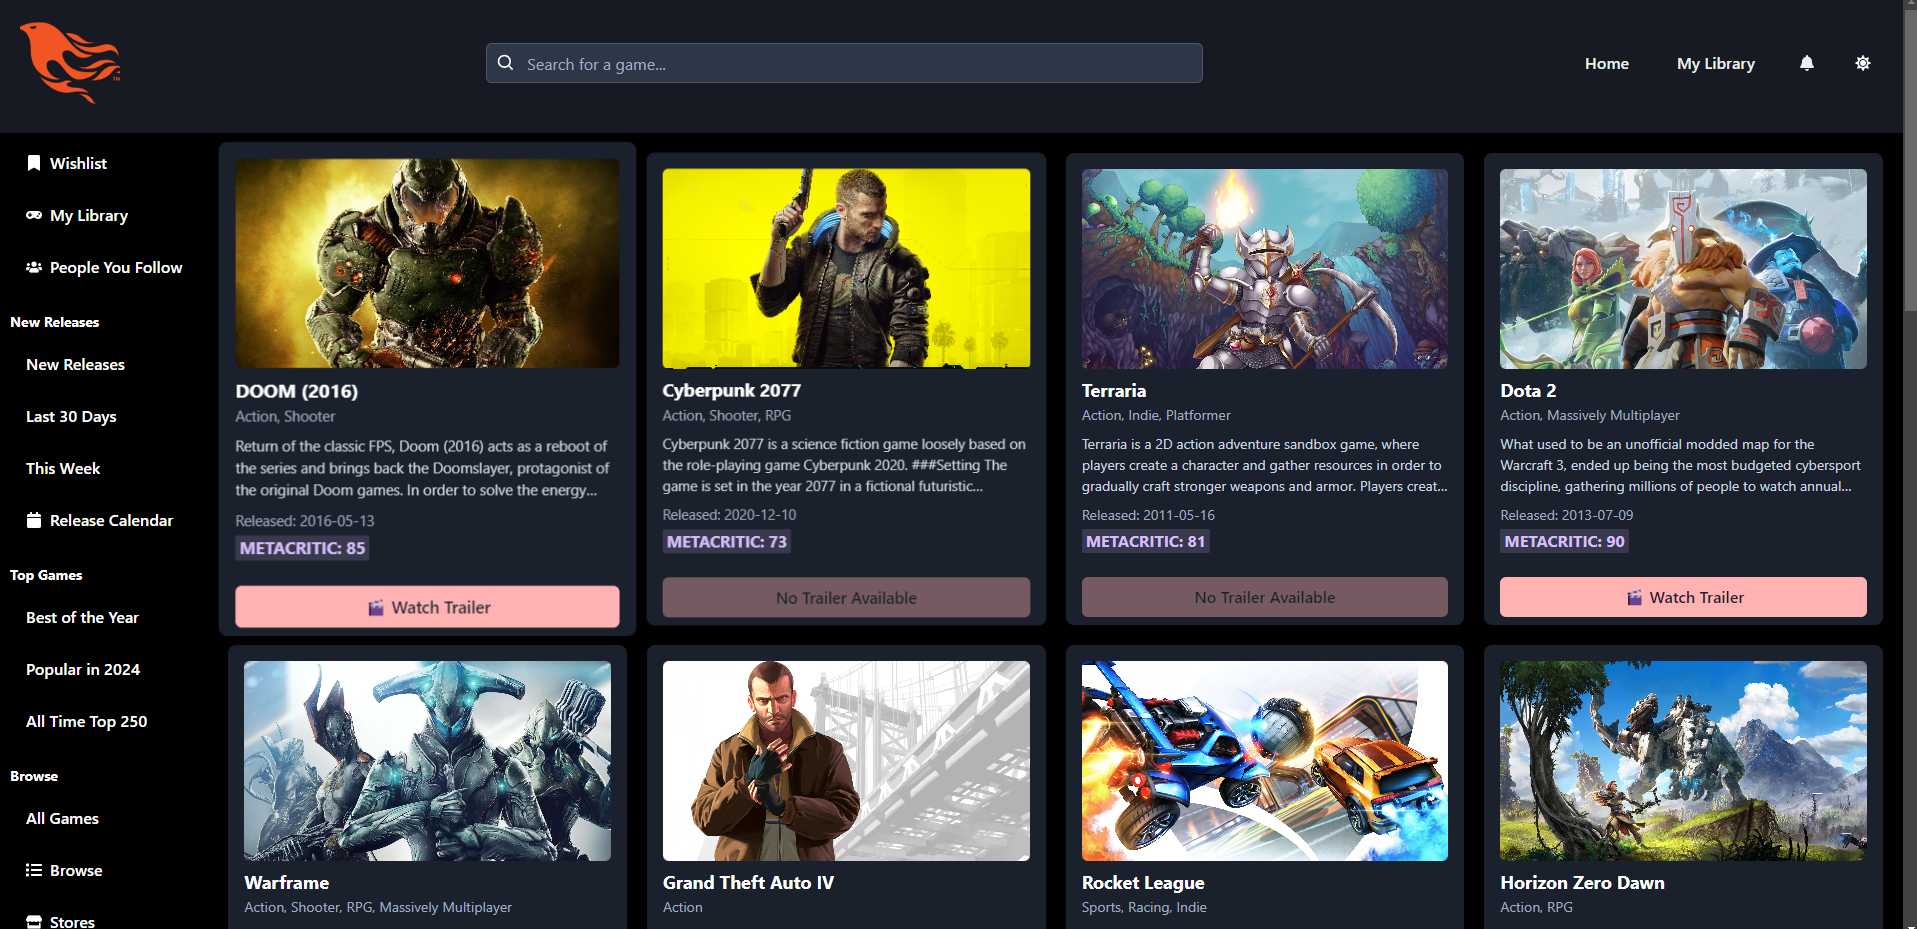 Search for a game...
Home
My Library
Wishlist
My Library
People You Follow
New Releases
New Releases
Last 30 Days
This Week
Release Calendar
Top Games
Best of the Year
Popular in 2024
All Time Top 250
Browse
All Games
Browse
Stores
DOOM (2016)
Action, Shooter
Return of the classic FPS, Doom (2016) acts as a reboot of
the series and brings back the Doomslayer, protagonist of
the original Doom games. In order to solve the energy...
Released: 2016-05-13
METACRITIC: 85
Watch Trailer
Cyberpunk 2077
Action, Shooter, RPG
Cyberpunk 2077 is a science fiction game loosely based on
the role-playing game Cyberpunk 2020. ###Setting The
game is set in the year 2077 in a fictional futuristic...
Released: 2020-12-10
METACRITIC: 73
No Trailer Available
Terraria
Action, Indie, Platformer
Terraria is a 2D action adventure sandbox game, where
players create a character and gather resources in order to
gradually craft stronger weapons and armor. Players creat...
Released: 2011-05-16
METACRITIC: 81
No Trailer Available
Dota 2
Action, Massively Multiplayer
What used to be an unofficial modded map for the
Warcraft 3, ended up being the most budgeted cybersport
discipline, gathering millions of people to watch annual...
Released: 2013-07-09
METACRITIC: 90
Watch Trailer
Warframe
Action, Shooter, RPG, Massively Multiplayer
Grand Theft Auto IV
Action
Rocket League
Sports, Racing, Indie
Horizon Zero Dawn
Action, RPG